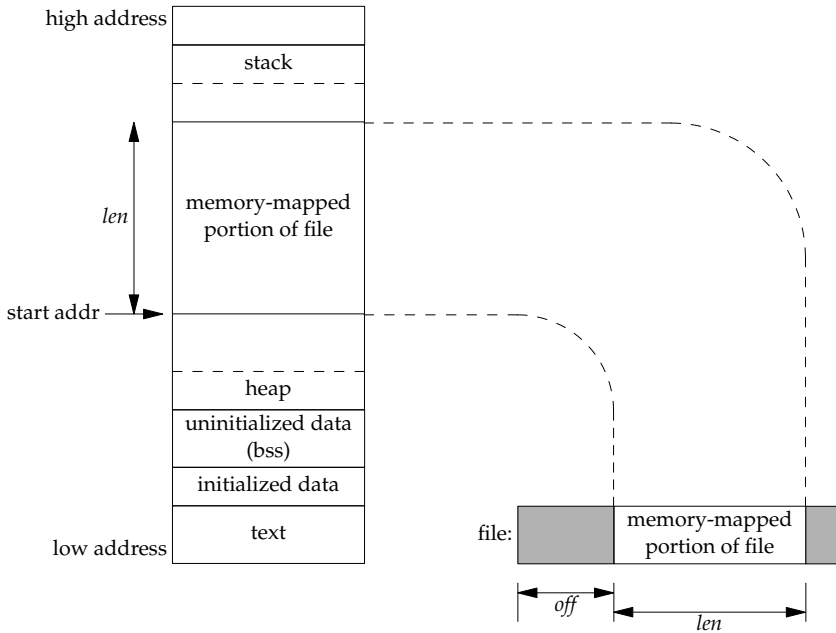 high address
stack
len
memory-mapped
portion of file
start addr
heap
uninitialized data
(bss)
initialized data
text
low address
file:
memory-mapped
portion of file
off
len